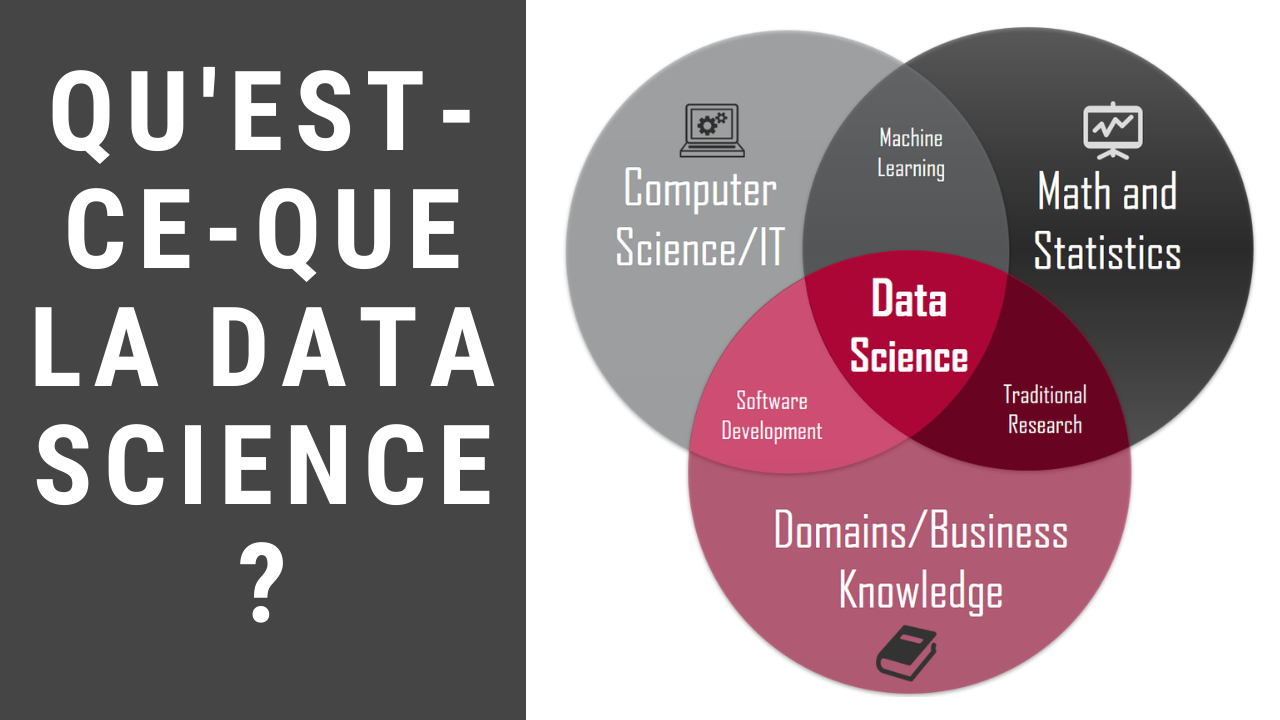 QU'EST-
CE-QUE
LA DATA
SCIENCE
?
Computer
Science/IT
Machine
Learning
Math and
Statistics
Data
Science
Software
Development
Traditional
Research
Domains/Business
Knowledge